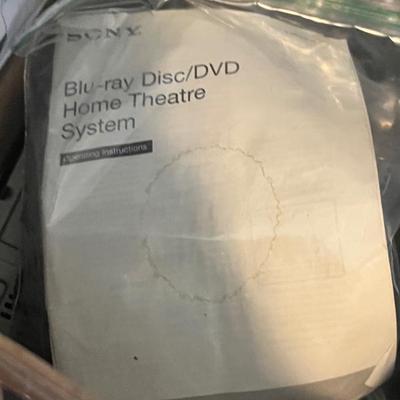 SONY
Blu-ray Disc/DVD
Home Theatre
System
Operating Instructions